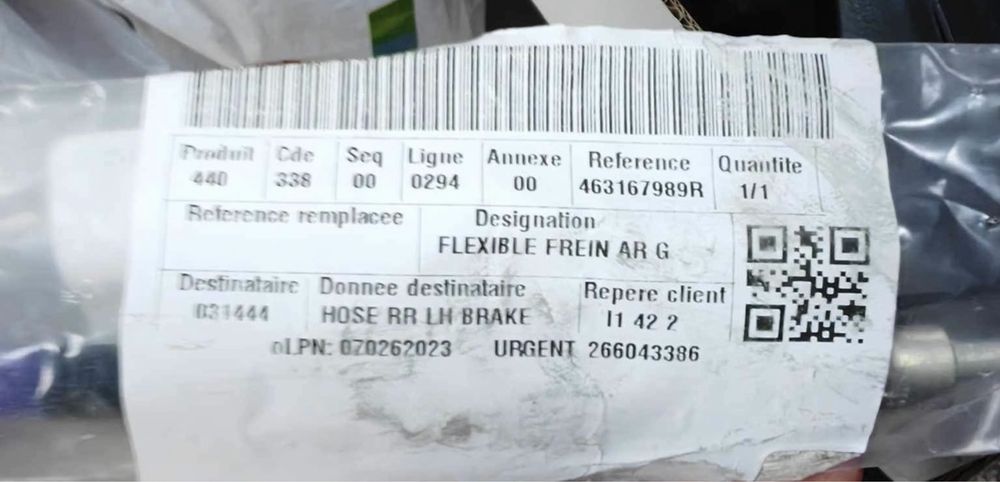 Produit Cde Seq Ligne Annexe Reference Quantite
440 338 00 0294 00 463167989R 1/1
Reference remplacee Designation
FLEXIBLE FREIN AR G
Destinataire Donnee destinataire Repere client
031444 HOSE RR LH BRAKE I1 42 2
oLPN: 070262023 URGENT 266043386